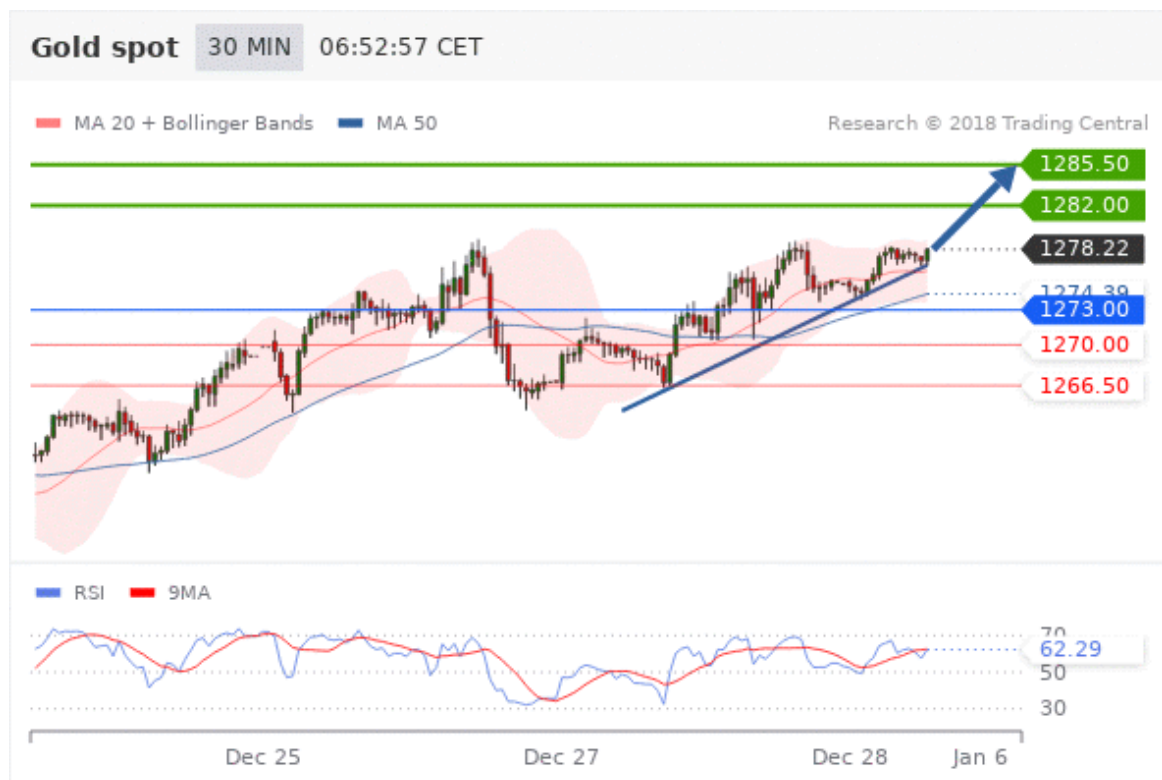 Gold spot 30 MIN 06:52:57 CET
MA 20 + Bollinger Bands MA 50 Research © 2018 Trading Central
1285.50
1282.00
1278.22
1274.39
1273.00
1270.00
1266.50
RSI 9MA
70
62.29
50
30
Dec 25 Dec 27 Dec 28 Jan 6